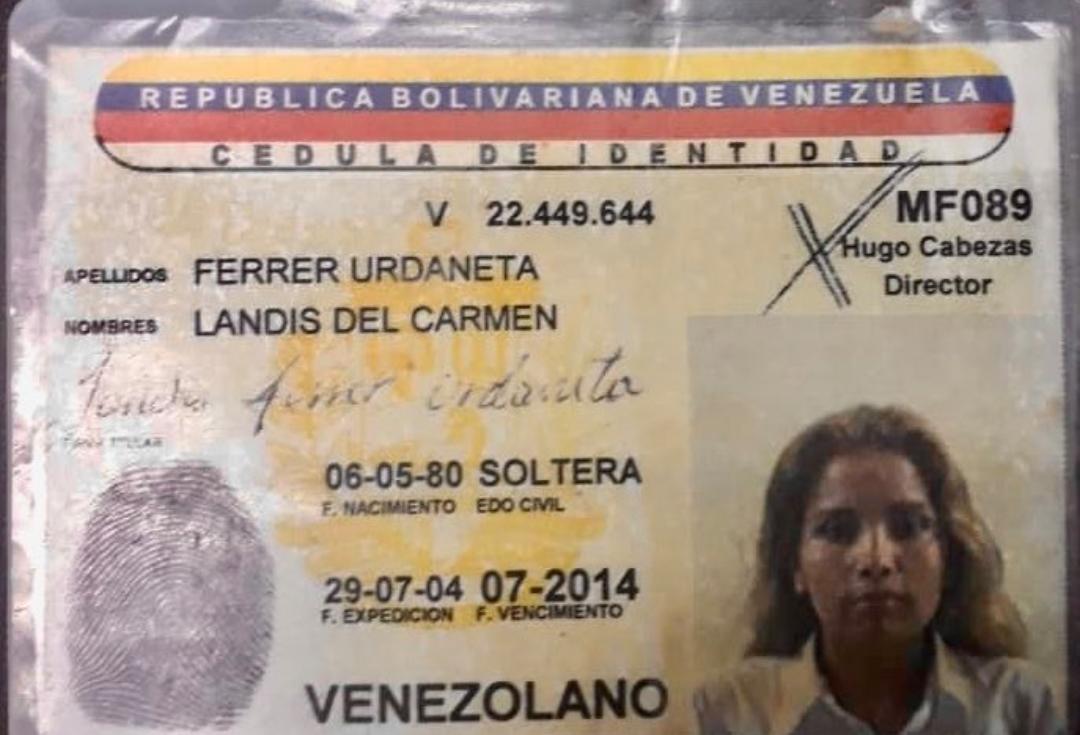 REPUBLICA BOLIVARIANA DE VENEZUELA
CEDULA DE IDENTIDAD
V 22.449.644
MF089
Hugo Cabezas
Director
APELLIDOS FERRER URDANETA
NOMBRES LANDIS DEL CARMEN
ferrer urdaneta
FIRMA TITULAR
06-05-80 SOLTERA
F. NACIMIENTO EDO CIVIL
29-07-04 07-2014
F. EXPEDICION F. VENCIMIENTO
VENEZOLANO